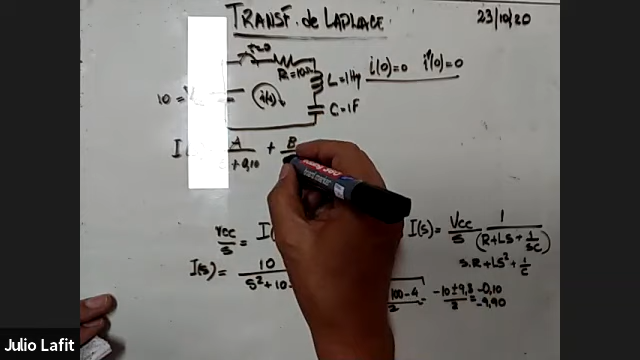 TRANSF. de LAPLACE
23/10/20
t=0
R=10Ω
i(0)=0 i'(0)=0
L=1Hy
10 = V
i(t)
C=1F
I
A
+
B
+ 0,10
Vcc/S = I(
I(s) = Vcc/S 1/(R+LS+1/SC)
S.R+LS²+1/C
I(s) = 10
S²+10
100-4/2 = -10±9,8/2 = -0,10
-9,90
Julio Lafit